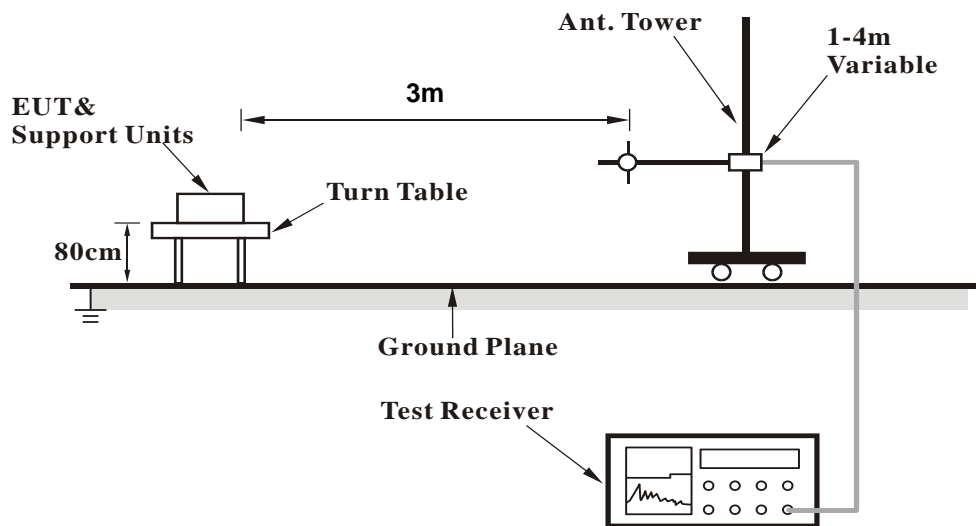 Ant. Tower
1-4m
Variable
3m
EUT&
Support Units
Turn Table
80cm
Ground Plane
Test Receiver